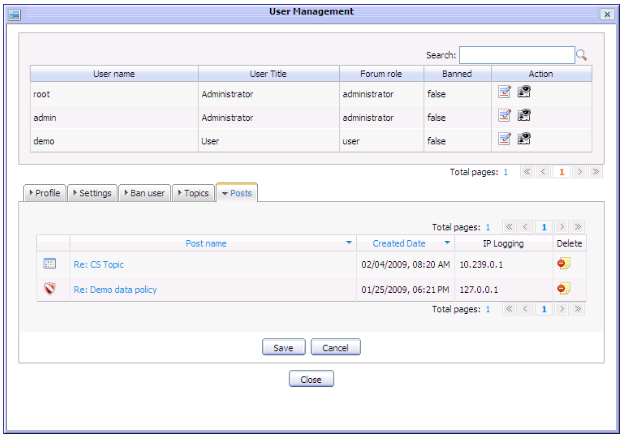 User Management
Search:
User name User Title Forum role Banned Action
root Administrator administrator false
admin Administrator administrator false
demo User user false
Total pages: 1 1
Profile Settings Ban user Topics Posts
Total pages: 1 1
Post name Created Date IP Logging Delete
Re: CS Topic 02/04/2009, 08:20 AM 10.239.0.1
Re: Demo data policy 01/25/2009, 06:21 PM 127.0.0.1
Total pages: 1 1
Save Cancel
Close